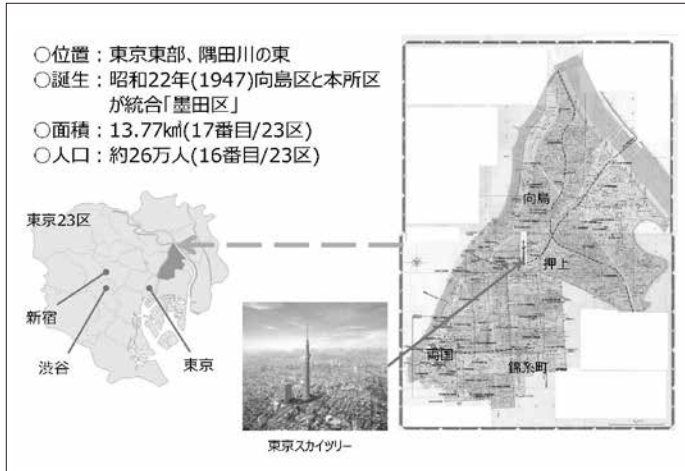 ○位置：東京東部、隅田川の東
○誕生：昭和22年(1947)向島区と本所区
が統合「墨田区」
○面積：13.77㎢(17番目/23区)
○人口：約26万人(16番目/23区)
東京23区
新宿
渋谷
東京
東京スカイツリー
向島
押上
両国
錦糸町